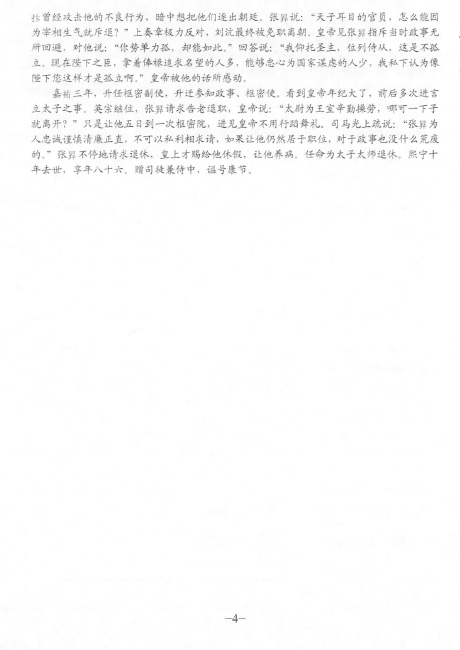 抃曾经攻击他的不良行为，暗中想把他们逐出朝廷。张昪说：“天子耳目的官员，怎么能因
为宰相生气就斥退？”上奏章极力反对，刘沆最终被免职离朝。皇帝见张昪指斥当时政事无
所回避，对他说：“你势单力孤，却能如此。”回答说：“我仰托圣主，位列侍从，这是不孤
立。现在陛下之臣，拿着俸禄追求名望的人多，能够忠心为国家谋虑的人少，我私下认为像
陛下您这样才是孤立啊。”皇帝被他的话所感动。
嘉祐三年，升任枢密副使，升迁参知政事、枢密使。看到皇帝年纪大了，前后多次进言
立太子之事。英宗继位，张昪请求告老退职，皇帝说：“太尉为王室辛勤操劳，哪可一下子
就离开？”只是让他五日到一次枢密院，进见皇帝不用行蹈舞礼。司马光上疏说：“张昪为
人忠诚谨慎清廉正直，不可以私利相求请，如果让他仍然居于职位，对于政事也没什么荒废
的。”张昪不停地请求退休，皇上才赐给他休假，让他养病。任命为太子太师退休。熙宁十
年去世，享年八十六。赠司徒兼侍中，谥号康节。
-4-